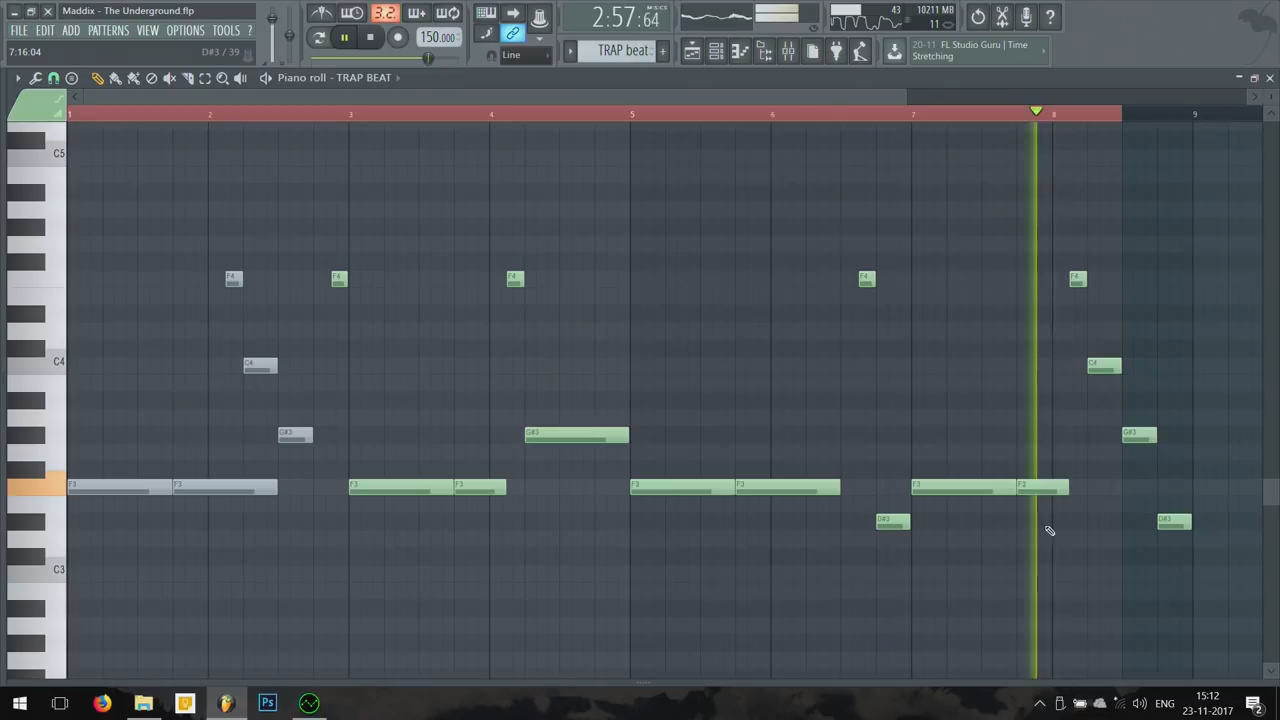 Maddix - The Underground.flp
FILE EDIT ADD PATTERNS VIEW OPTIONS TOOLS ?
7:16:04 D#3 / 39
3.2
150.000
Line
2:57:64
M:S:CS
TRAP beat
43
10211 MB
11
20-11 FL Studio Guru | Time
Stretching
Piano roll - TRAP BEAT
1 2 3 4 5 6 7 8 9
C5
F4 F4 F4 F4 F4
C4
C4 C4
G#3 G#3 G#3
F3 F3 F3 F3 F3 F3 F3 F3
D#3 D#3
C3
Ps
ENG
15:12
23-11-2017
2